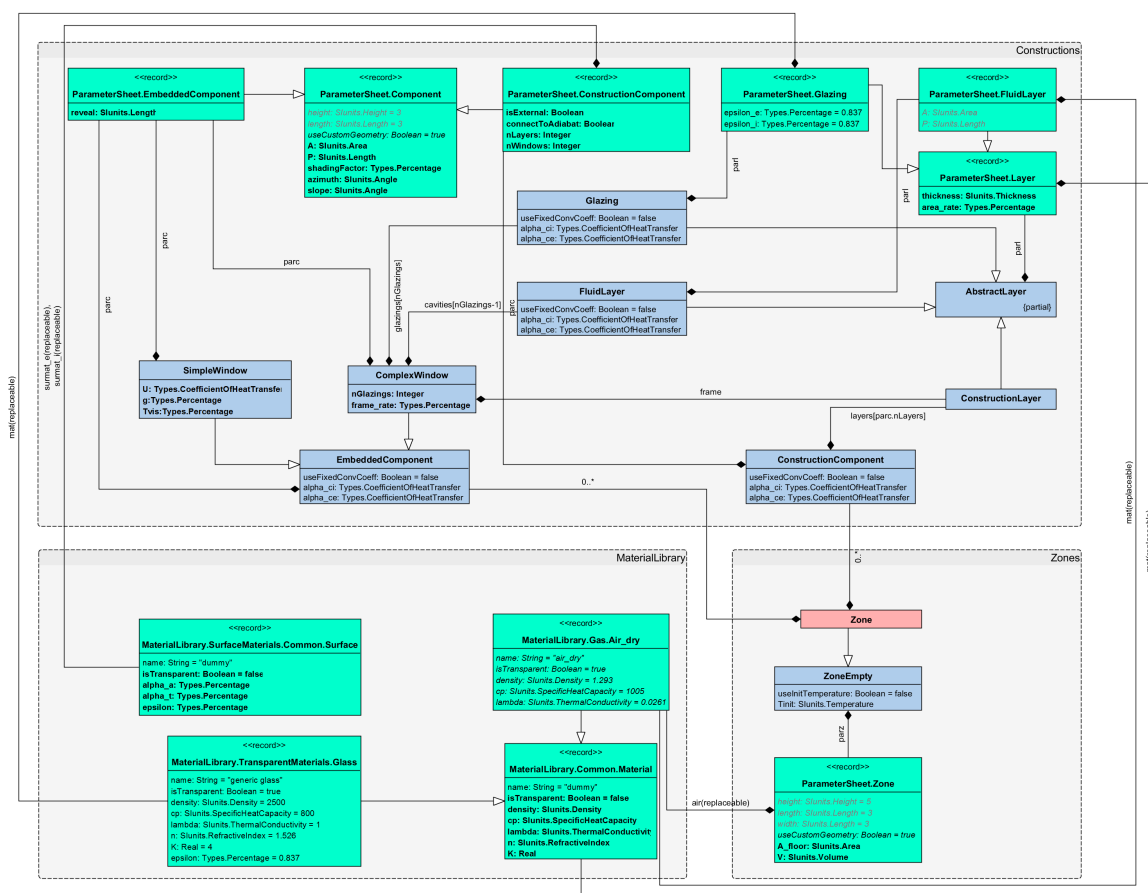 Constructions
<<record>>
ParameterSheet.EmbeddedComponent
reveal: SIunits.Length
<<record>>
ParameterSheet.Component
height: SIunits.Height = 3
length: SIunits.Length = 3
useCustomGeometry: Boolean = true
A: SIunits.Area
P: SIunits.Length
shadingFactor: Types.Percentage
azimuth: SIunits.Angle
slope: SIunits.Angle
<<record>>
ParameterSheet.ConstructionComponent
isExternal: Boolean
connectToAdiabat: Boolean
nLayers: Integer
nWindows: Integer
<<record>>
ParameterSheet.Glazing
epsilon_e: Types.Percentage = 0.837
epsilon_i: Types.Percentage = 0.837
<<record>>
ParameterSheet.FluidLayer
A: SIunits.Area
P: SIunits.Length
<<record>>
ParameterSheet.Layer
thickness: SIunits.Thickness
area_rate: Types.Percentage
parl
parl
parl
Glazing
useFixedConvCoeff: Boolean = false
alpha_ci: Types.CoefficientOfHeatTransfer
alpha_ce: Types.CoefficientOfHeatTransfer
parc
parc
parc
glazings[nGlazings]
cavities[nGlazings-1]
parc
FluidLayer
useFixedConvCoeff: Boolean = false
alpha_ci: Types.CoefficientOfHeatTransfer
alpha_ce: Types.CoefficientOfHeatTransfer
AbstractLayer
{partial}
surmat_e(replaceable),
surmat_i(replaceable)
mat(replaceable)
SimpleWindow
U: Types.CoefficientOfHeatTransfer
g:Types.Percentage
Tvis:Types.Percentage
ComplexWindow
nGlazings: Integer
frame_rate: Types.Percentage
frame
ConstructionLayer
layers[parc.nLayers]
EmbeddedComponent
useFixedConvCoeff: Boolean = false
alpha_ci: Types.CoefficientOfHeatTransfer
alpha_ce: Types.CoefficientOfHeatTransfer
0..*
ConstructionComponent
useFixedConvCoeff: Boolean = false
alpha_ci: Types.CoefficientOfHeatTransfer
alpha_ce: Types.CoefficientOfHeatTransfer
mat(replaceable)
mat(replaceable)
0..*
MaterialLibrary
<<record>>
MaterialLibrary.SurfaceMaterials.Common.Surface
name: String = "dummy"
isTransparent: Boolean = false
alpha_a: Types.Percentage
alpha_t: Types.Percentage
epsilon: Types.Percentage
<<record>>
MaterialLibrary.Gas.Air_dry
name: String = "air_dry"
isTransparent: Boolean = true
density: SIunits.Density = 1.293
cp: SIunits.SpecificHeatCapacity = 1005
lambda: SIunits.ThermalConductivity = 0.0261
<<record>>
MaterialLibrary.TransparentMaterials.Glass
name: String = "generic glass"
isTransparent: Boolean = true
density: SIunits.Density = 2500
cp: SIunits.SpecificHeatCapacity = 800
lambda: SIunits.ThermalConductivity = 1
n: SIunits.RefractiveIndex = 1.526
K: Real = 4
epsilon: Types.Percentage = 0.837
<<record>>
MaterialLibrary.Common.Material
name: String = "dummy"
isTransparent: Boolean = false
density: SIunits.Density
cp: SIunits.SpecificHeatCapacity
lambda: SIunits.ThermalConductivity
n: SIunits.RefractiveIndex
K: Real
air(replaceable)
Zones
Zone
ZoneEmpty
useInitTemperature: Boolean = false
Tinit: SIunits.Temperature
parz
<<record>>
ParameterSheet.Zone
height: SIunits.Height = 5
length: SIunits.Length = 3
width: SIunits.Length = 3
useCustomGeometry: Boolean = true
A_floor: SIunits.Area
V: SIunits.Volume